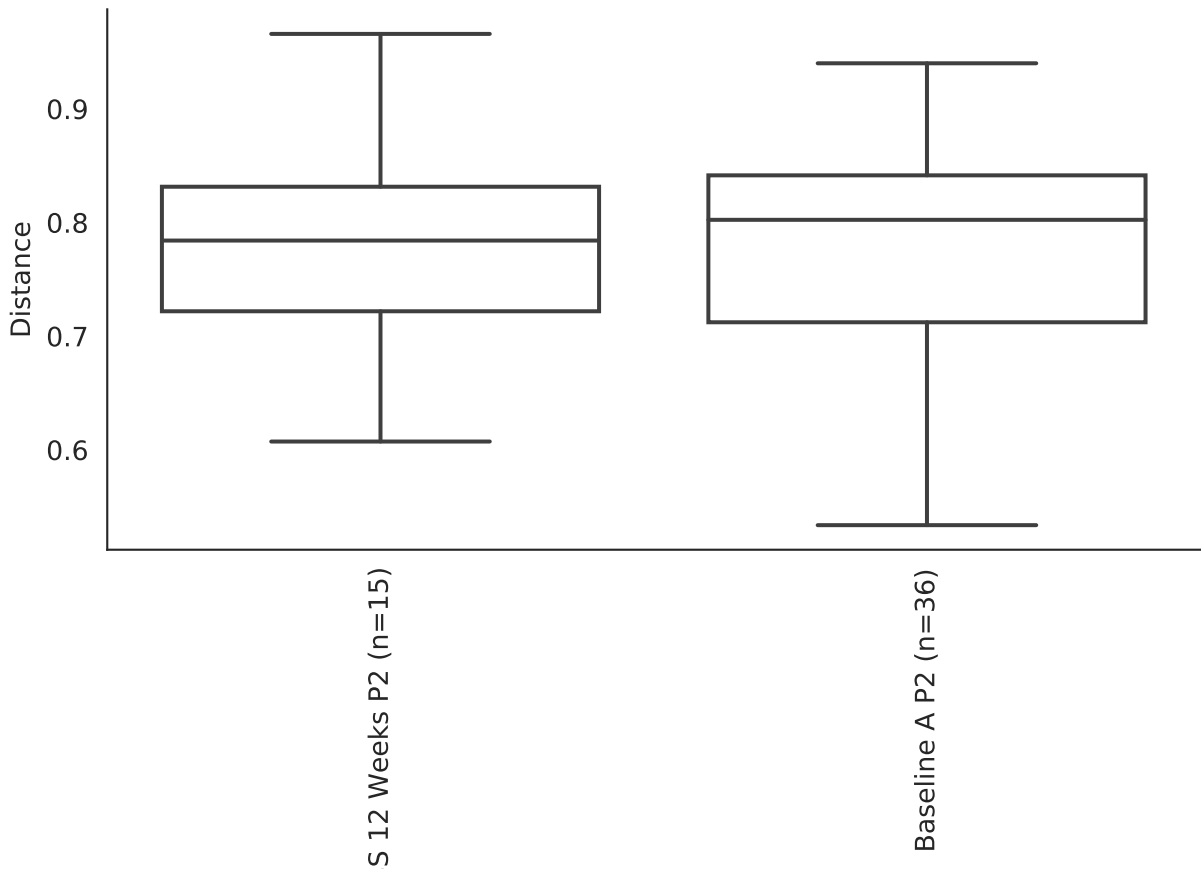 0.9
0.8
0.7
0.6
Distance
S 12 Weeks P2 (n=15)
Baseline A P2 (n=36)